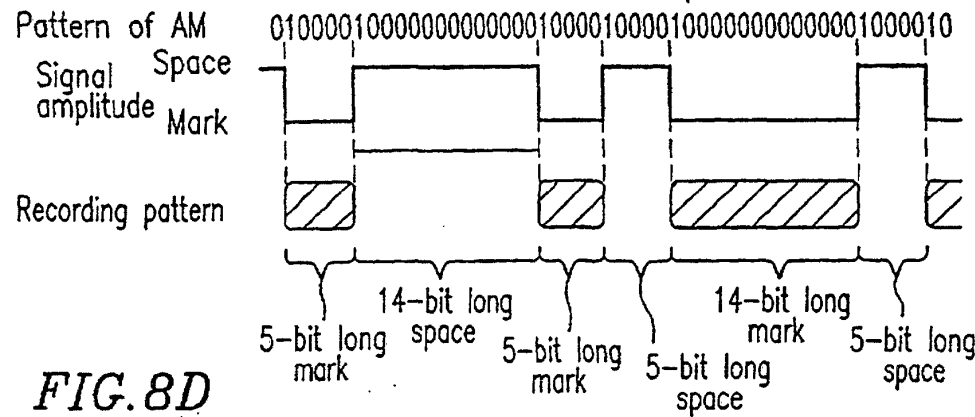 Pattern of AM 010000100000000000001000010000100000000000001000010
Signal amplitude
Space
Mark
Recording pattern
5-bit long mark
14-bit long space
5-bit long mark
5-bit long space
14-bit long mark
5-bit long space
FIG.8D